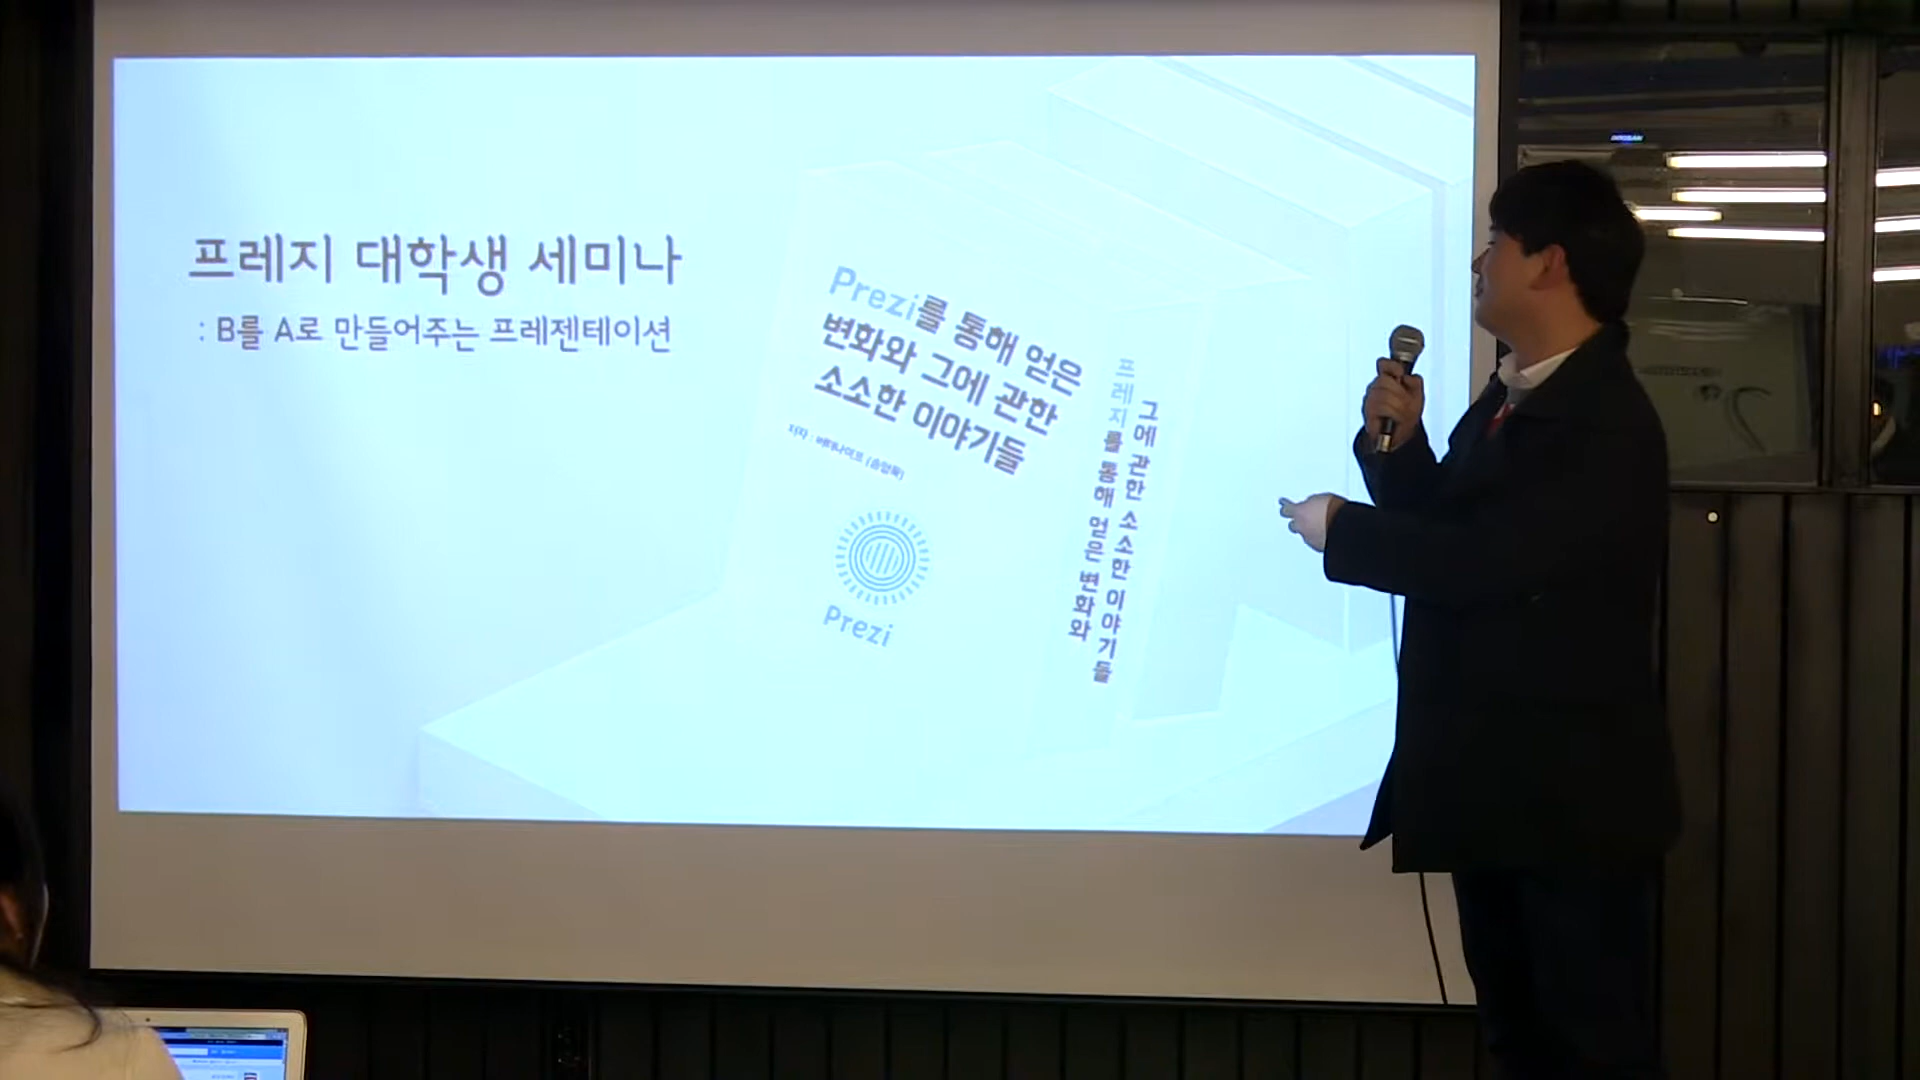 프레지 대학생 세미나
: B를 A로 만들어주는 프레젠테이션
Prezi를 통해 얻은
변화와 그에 관한
소소한 이야기들
저자 :
Prezi
프레지를 통해 얻은 변화와
그에 관한 소소한 이야기들